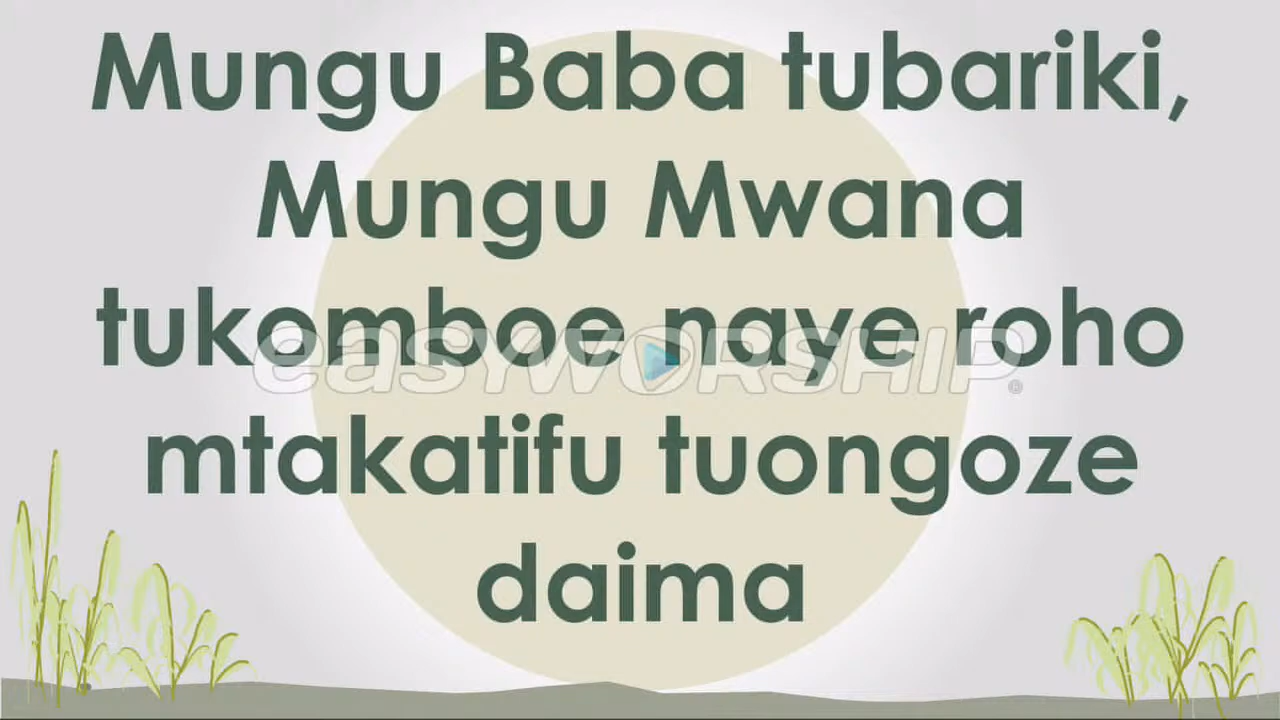 Mungu Baba tubariki,
Mungu Mwana
tukomboe naye roho
easyworship®
mtakatifu tuongoze
daima